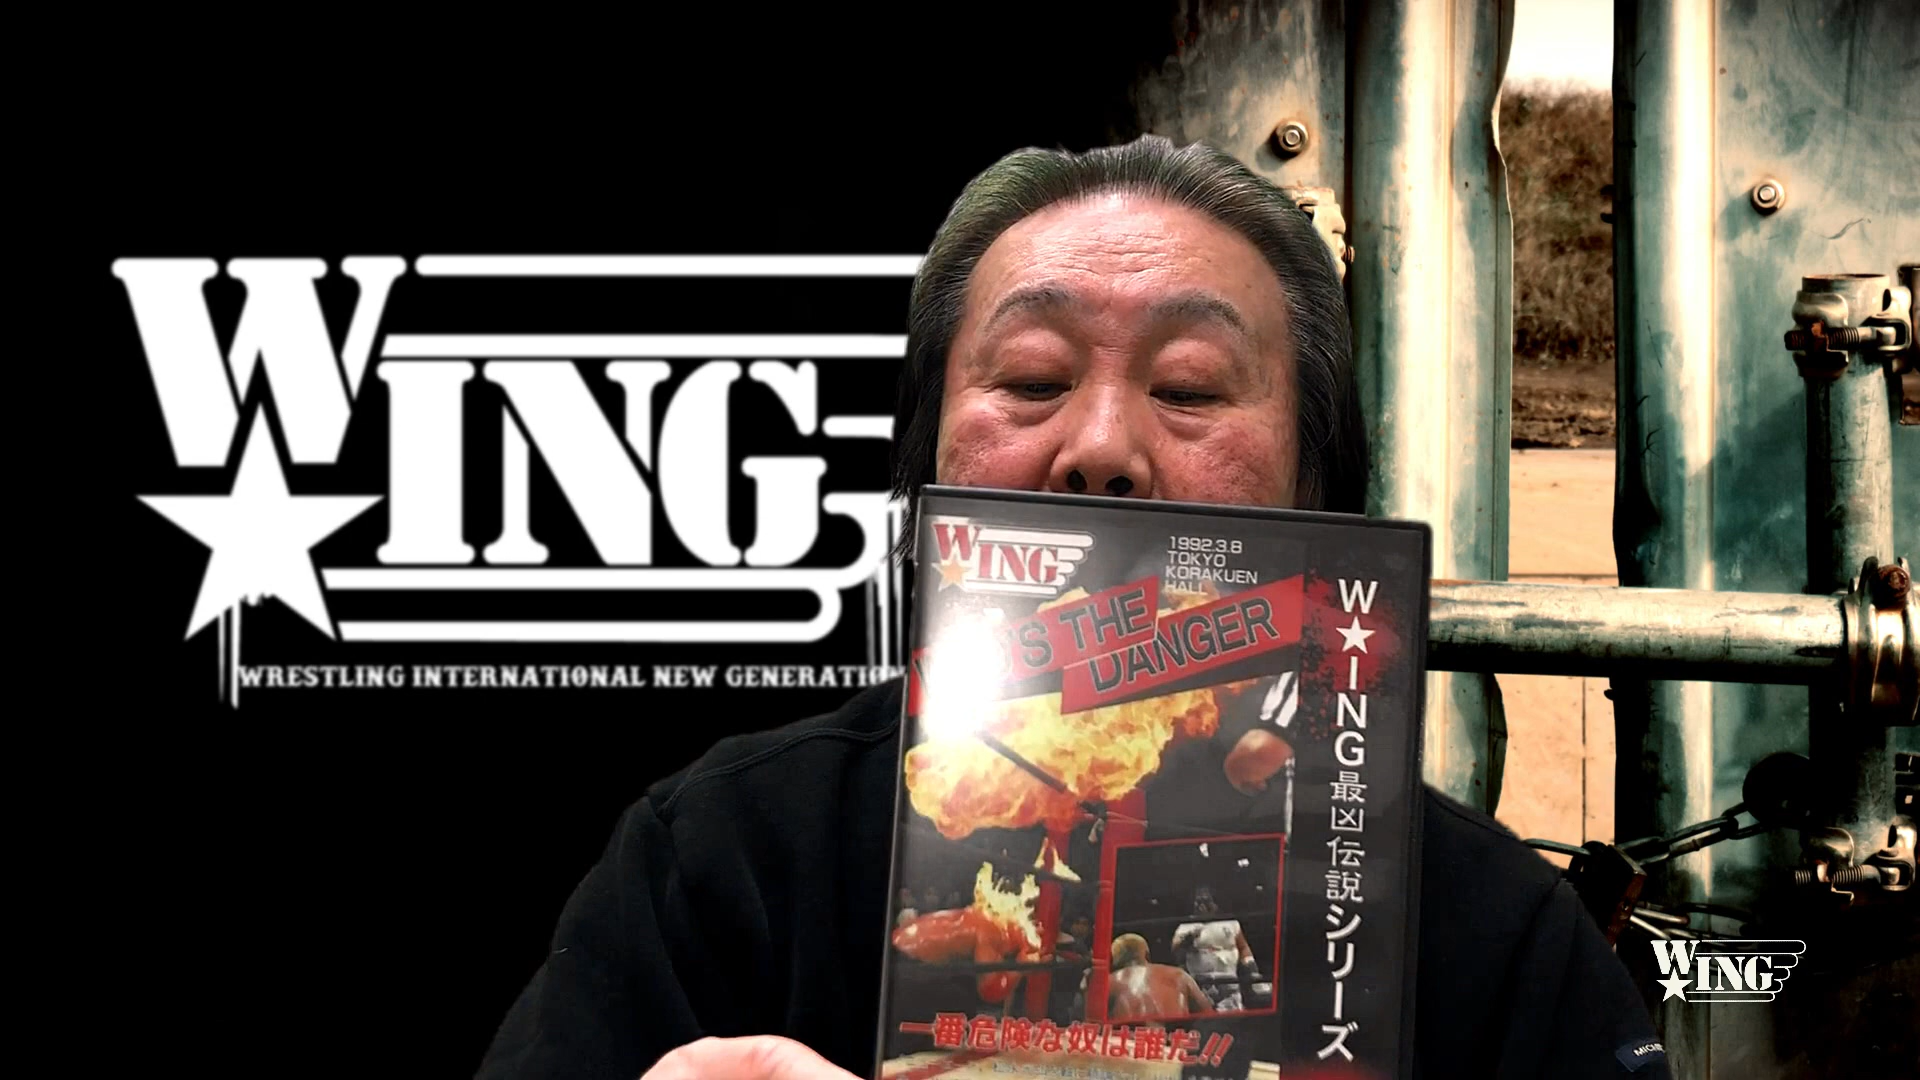 WING
WRESTLING INTERNATIONAL NEW GENERATION
WING
1992.3.8
TOKYO
KORAKUEN
HALL
THE
DANGER
一番危険な奴は誰だ!!
W★ING最凶伝説シリーズ
WING